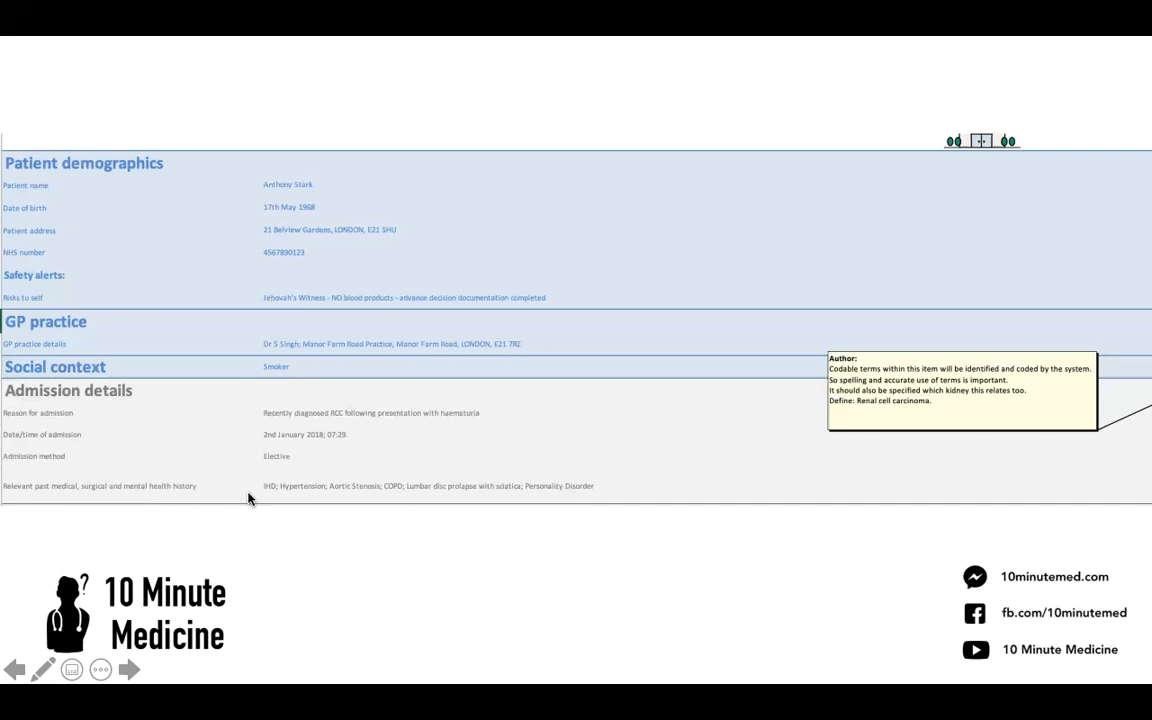 Patient demographics
Patient name Anthony Stark
Date of birth 17th May 1968
Patient address 21 Belview Gardens, LONDON, E21 5HU
NHS number 4567890123
Safety alerts:
Risks to self Jehovah's Witness - NO blood products - advance decision documentation completed
GP practice
GP practice details Dr S Singh; Manor Farm Road Practice, Manor Farm Road, LONDON, E21 7RZ
Social context Smoker
Admission details
Reason for admission Recently diagnosed RCC following presentation with haematuria
Date/time of admission 2nd January 2018; 07:29.
Admission method Elective
Relevant past medical, surgical and mental health history IHD; Hypertension; Aortic Stenosis; COPD; Lumbar disc prolapse with sciatica; Personality Disorder
Author:
Codable terms within this item will be identified and coded by the system.
So spelling and accurate use of terms is important.
It should also be specified which kidney this relates too.
Define: Renal cell carcinoma.
?
10 Minute
Medicine
10minutemed.com
fb.com/10minutemed
10 Minute Medicine